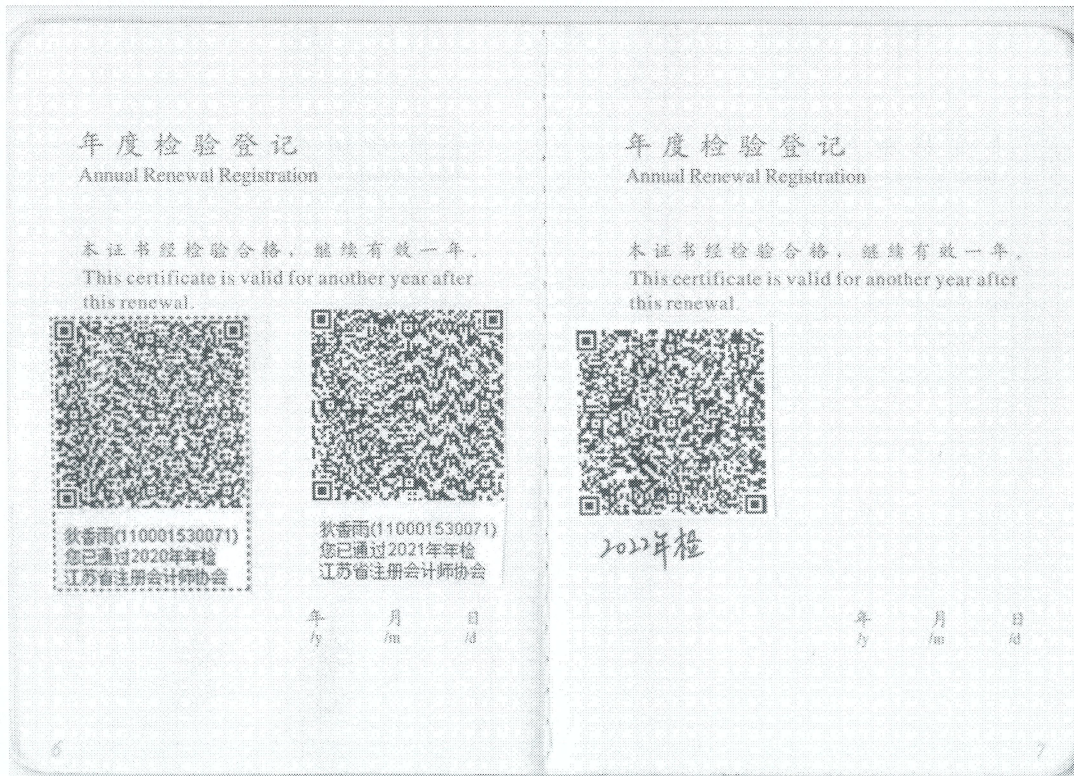 年度检验登记
Annual Renewal Registration
本证书经检验合格，继续有效一年．
This certificate is valid for another year after
this renewal.
狄香雨(110001530071)
您已通过2020年年检
江苏省注册会计师协会
狄香雨(110001530071)
您已通过2021年年检
江苏省注册会计师协会
年 月 日
/y /m /d
6
年度检验登记
Annual Renewal Registration
本证书经检验合格，继续有效一年．
This certificate is valid for another year after
this renewal.
2022年检
年 月 日
/y /m /d
7